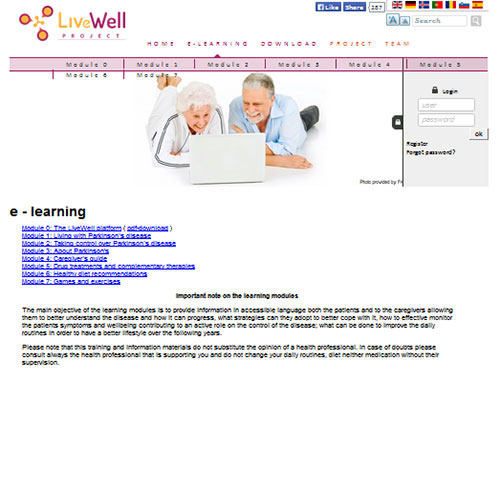 Like Share 187
LiveWell
PROJECT
A A Search
HOME E-LEARNING DOWNLOAD PROJECT TEAM
Module 0 Module 1 Module 2 Module 3 Module 4 Module 5
Module 6 Module 7
Login
user
password
ok
Register
Forgot password?
Photo provided by
e - learning
Module 0: The LiveWell platform ( pdf-download )
Module 1: Living with Parkinson's disease
Module 2: Taking control over Parkinson's disease
Module 3: About Parkinson's
Module 4: Caregiver's guide
Module 5: Drug treatments and complementary therapies
Module 6: Healthy diet recommendations
Module 7: Games and exercises
Important note on the learning modules
The main objective of the learning modules is to provide information in accessible language both the patients and to the caregivers allowing
them to better understand the disease and how it can progress, what strategies can they adopt to better cope with it, how to effective monitor
the patients symptoms and wellbeing contributing to an active role on the control of the disease; what can be done to improve the daily
routines in order to have a better lifestyle over the following years.
Please note that this training and information materials do not substitute the opinion of a health professional. In case of doubts please
consult always the health professional that is supporting you and do not change your daily routines, diet neither medication without their
supervision.